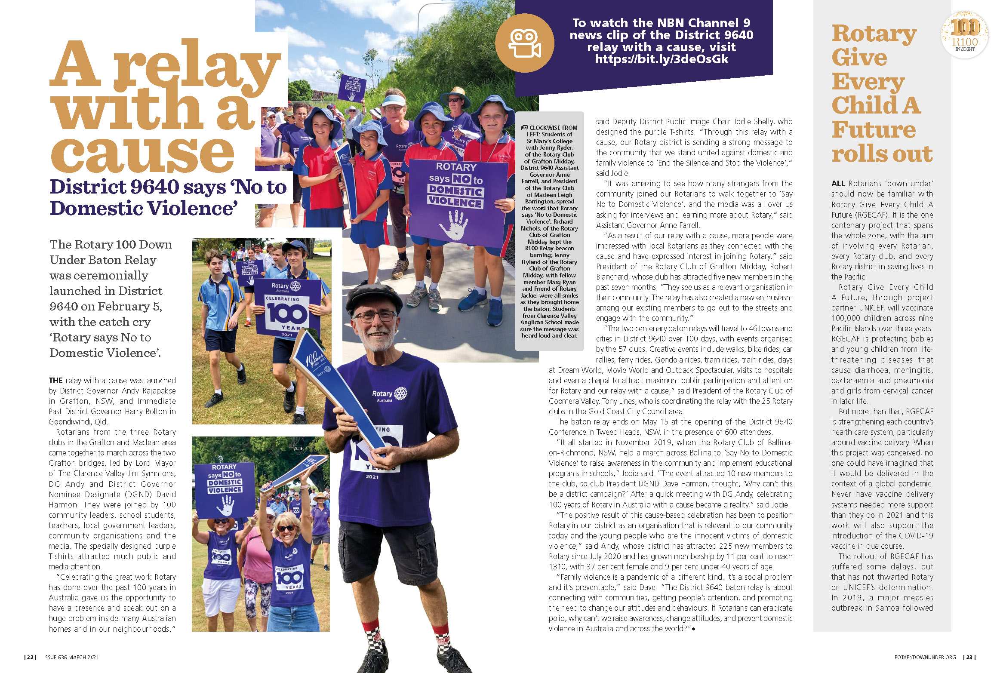 A relay
with a
cause
District 9640 says ‘No to
Domestic Violence’
The Rotary 100 Down
Under Baton Relay
was ceremonially
launched in District
9640 on February 5,
with the catch cry
‘Rotary says No to
Domestic Violence’.
THE relay with a cause was launched
by District Governor Andy Rajapakse
in Grafton, NSW, and Immediate
Past District Governor Harry Bolton in
Goondiwindi, Qld.
Rotarians from the three Rotary
clubs in the Grafton and Maclean area
came together to march across the two
Grafton bridges, led by Lord Mayor
of The Clarence Valley Jim Symmons,
DG Andy and District Governor
Nominee Designate (DGND) David
Harmon. They were joined by 100
community leaders, school students,
teachers, local government leaders,
community organisations and the
media. The specially designed purple
T-shirts attracted much public and
media attention.
“Celebrating the great work Rotary
has done over the past 100 years in
Australia gave us the opportunity to
have a presence and speak out on a
huge problem inside many Australian
homes and in our neighbourhoods,”
ROTARY
says NO to
DOMESTIC
VIOLENCE
ROTARY
says NO to
DOMESTIC
VIOLENCE
ROTARY
says NO to
DOMESTIC
VIOLENCE
Rotary
Australia
CELEBRATING
100
YEARS
2021
100
years
1921 - 2021
Rotary
Rotary
Australia
2021
ROTARY
says NO to
DOMESTIC
VIOLENCE
CELEBRATING
100
YEARS
2021
CELEBRATING
100
YEARS
2021
To watch the NBN Channel 9
news clip of the District 9640
relay with a cause, visit
https://bit.ly/3deOsGk
CLOCKWISE FROM
LEFT: Students of
St Mary’s College
with Jenny Ryder,
of the Rotary Club
of Grafton Midday,
District 9640 Assistant
Governor Anne
Farrell, and President
of the Rotary Club
of Maclean Leigh
Barrington, spread
the word that Rotary
says ‘No to Domestic
Violence’; Richard
Nichols, of the Rotary
Club of Grafton
Midday kept the
R100 Relay beacon
burning; Jenny
Hyland of the Rotary
Club of Grafton
Midday, with fellow
member Marg Ryan
and Friend of Rotary
Jackie, were all smiles
as they brought home
the baton; Students
from Clarence Valley
Anglican School made
sure the message was
heard loud and clear.
said Deputy District Public Image Chair Jodie Shelly, who
designed the purple T-shirts. “Through this relay with a
cause, our Rotary district is sending a strong message to
the community that we stand united against domestic and
family violence to ‘End the Silence and Stop the Violence’,”
said Jodie.
“It was amazing to see how many strangers from the
community joined our Rotarians to walk together to ‘Say
No to Domestic Violence’, and the media was all over us
asking for interviews and learning more about Rotary,” said
Assistant Governor Anne Farrell.
“As a result of our relay with a cause, more people were
impressed with local Rotarians as they connected with the
cause and have expressed interest in joining Rotary,” said
President of the Rotary Club of Grafton Midday, Robert
Blanchard, whose club has attracted five new members in the
past seven months. “They see us as a relevant organisation in
their community. The relay has also created a new enthusiasm
among our existing members to go out to the streets and
engage with the community.”
“The two centenary baton relays will travel to 46 towns and
cities in District 9640 over 100 days, with events organised
by the 57 clubs. Creative events include walks, bike rides, car
rallies, ferry rides, Gondola rides, tram rides, train rides, days
at Dream World, Movie World and Outback Spectacular, visits to hospitals
and even a chapel to attract maximum public participation and attention
for Rotary and our relay with a cause,” said President of the Rotary Club of
Coomera Valley, Tony Lines, who is coordinating the relay with the 25 Rotary
clubs in the Gold Coast City Council area.
The baton relay ends on May 15 at the opening of the District 9640
Conference in Tweed Heads, NSW, in the presence of 600 attendees.
“It all started in November 2019, when the Rotary Club of Ballina-
on-Richmond, NSW, held a march across Ballina to ‘Say No to Domestic
Violence’ to raise awareness in the community and implement educational
programs in schools,” Jodie said. “The event attracted 10 new members to
the club, so club President DGND Dave Harmon, thought, ‘Why can’t this
be a district campaign?’ After a quick meeting with DG Andy, celebrating
100 years of Rotary in Australia with a cause became a reality,” said Jodie.
“The positive result of this cause-based celebration has been to position
Rotary in our district as an organisation that is relevant to our community
today and the young people who are the innocent victims of domestic
violence,” said Andy, whose district has attracted 225 new members to
Rotary since July 2020 and has grown membership by 11 per cent to reach
1310, with 37 per cent female and 9 per cent under 40 years of age.
“Family violence is a pandemic of a different kind. It’s a social problem
and it’s preventable,” said Dave. “The District 9640 baton relay is about
connecting with communities, getting people’s attention, and promoting
the need to change our attitudes and behaviours. If Rotarians can eradicate
polio, why can’t we raise awareness, change attitudes, and prevent domestic
violence in Australia and across the world?”●
100
R100
INSIGHT
Rotary
Give
Every
Child A
Future
rolls out
ALL Rotarians ‘down under’
should now be familiar with
Rotary Give Every Child A
Future (RGECAF). It is the one
centenary project that spans
the whole zone, with the aim
of involving every Rotarian,
every Rotary club, and every
Rotary district in saving lives in
the Pacific.
Rotary Give Every Child
A Future, through project
partner UNICEF, will vaccinate
100,000 children across nine
Pacific Islands over three years.
RGECAF is protecting babies
and young children from life-
threatening diseases that
cause diarrhoea, meningitis,
bacteraemia and pneumonia
and girls from cervical cancer
in later life.
But more than that, RGECAF
is strengthening each country’s
health care system, particularly
around vaccine delivery. When
this project was conceived, no
one could have imagined that
it would be delivered in the
context of a global pandemic.
Never have vaccine delivery
systems needed more support
than they do in 2021 and this
work will also support the
introduction of the COVID-19
vaccine in due course.
The rollout of RGECAF has
suffered some delays, but
that has not thwarted Rotary
or UNICEF’s determination.
In 2019, a major measles
outbreak in Samoa followed
| 22 | ISSUE 636 MARCH 2021
ROTARYDOWNUNDER.ORG | 23 |